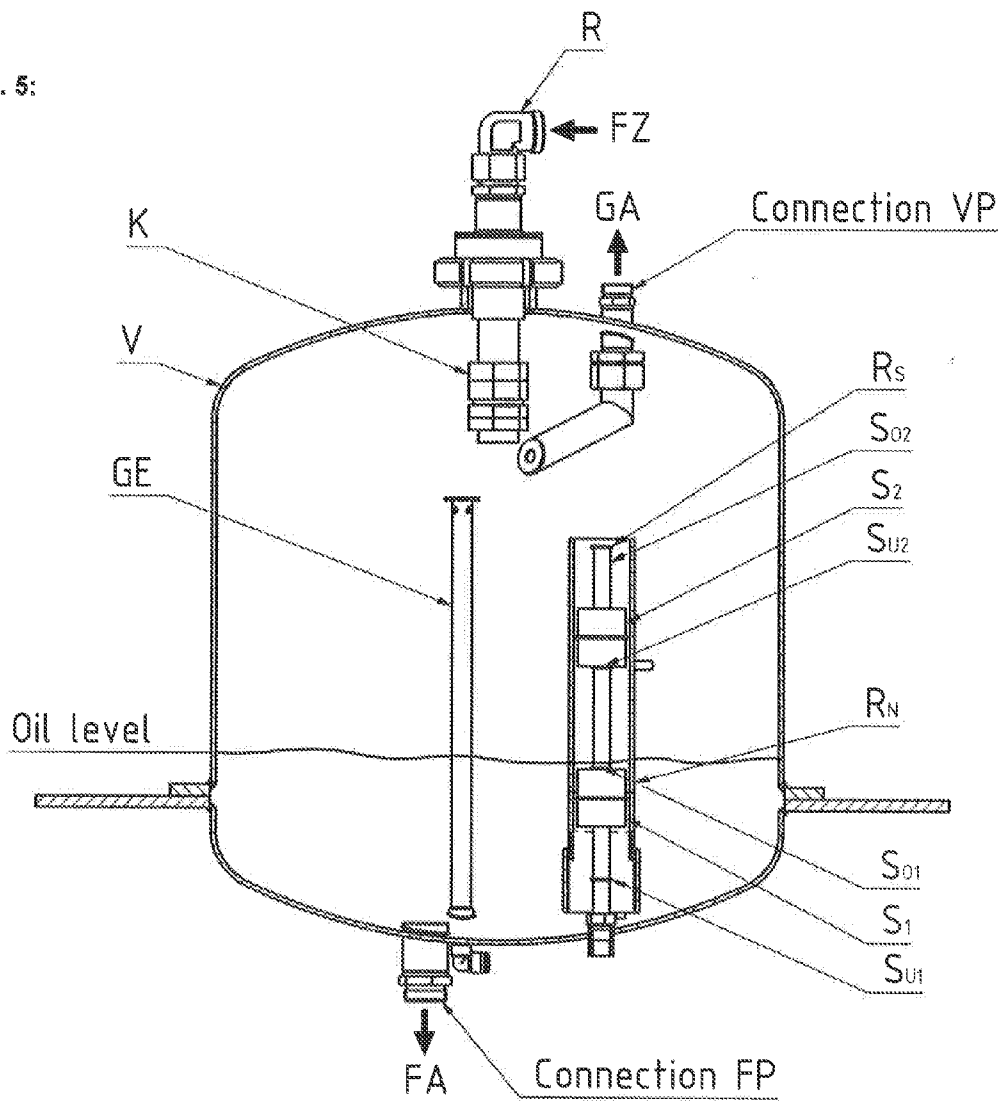 . 5:
R
FZ
GA
Connection VP
K
V
RS
SO2
S2
GE
SU2
Oil level
RN
SO1
S1
SU1
FA
Connection FP